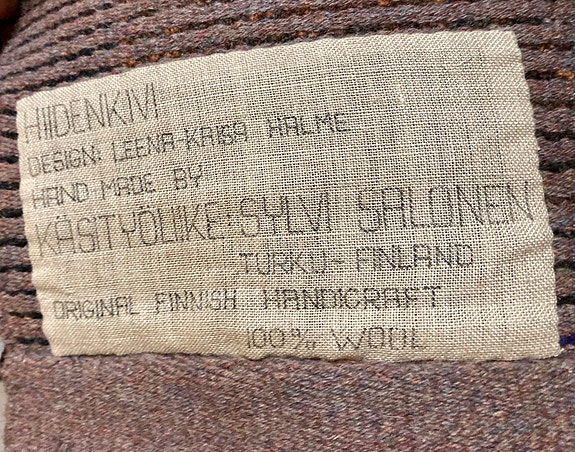 HIIDENKIVI
DESIGN: LEENA-KAISA HALME
HAND MADE BY
KÄSITYÖLIIKE: SYLVI SALONEN
TURKU - FINLAND
ORIGINAL FINNISH HANDICRAFT
100% WOOL